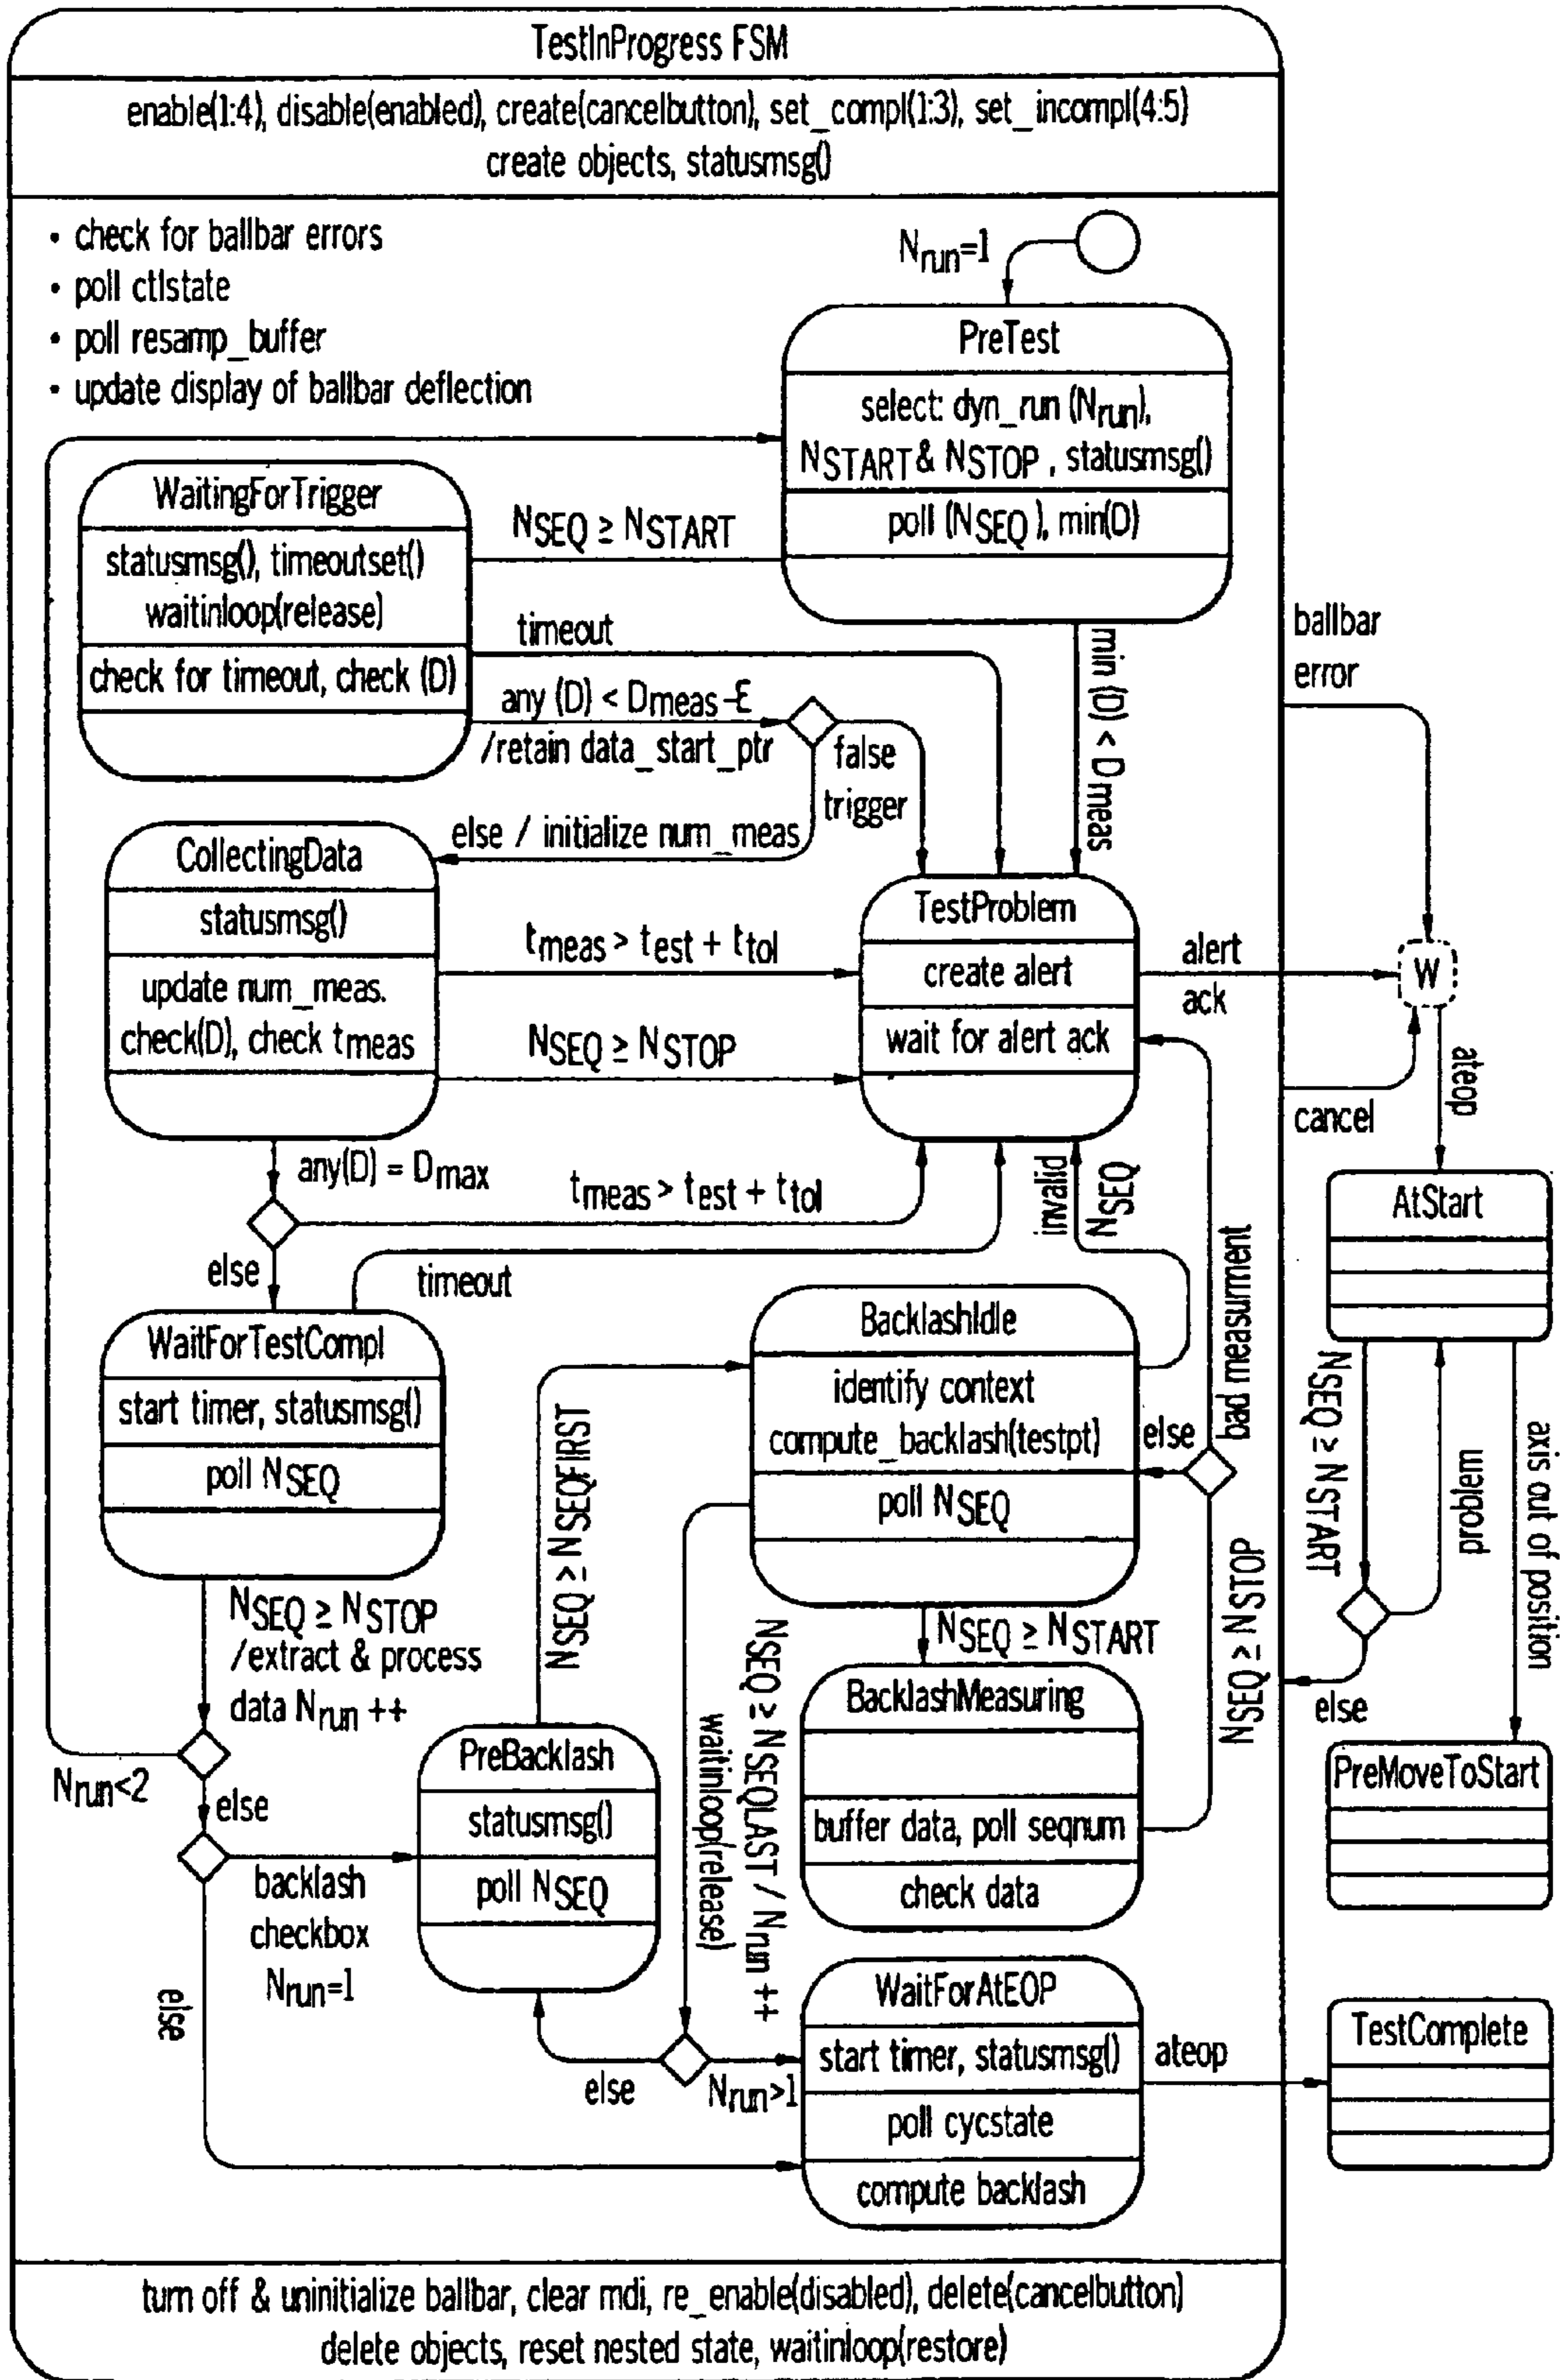 TestInProgress FSM
enable(1:4), disable(enabled), create(cancelbutton), set_compl(1:3), set_incompl(4:5)
create objects, statusmsg()
· check for ballbar errors
· poll ctlstate
· poll resamp_buffer
· update display of ballbar deflection
Nrun=1
PreTest
select: dyn_run (Nrun),
NSTART & NSTOP , statusmsg()
poll (NSEQ), min(D)
WaitingForTrigger
statusmsg(), timeoutset()
waitinloop(release)
check for timeout, check (D)
NSEQ ≥ NSTART
timeout
any (D) < Dmeas -E
/retain data_start_ptr
false
trigger
min (D) < D meas
ballbar
error
else / initialize num_meas
CollectingData
statusmsg()
update num_meas.
check(D), check tmeas
tmeas > test + ttol
NSEQ ≥ NSTOP
TestProblem
create alert
wait for alert ack
alert
ack
W
cancel
ateop
any(D) = Dmax
tmeas > test + ttol
else
timeout
invalid
NSEQ
bad measurment
AtStart
WaitForTestCompl
start timer, statusmsg()
poll NSEQ
BacklashIdle
identify context
compute_backlash(testpt)
poll NSEQ
else
NSEQ ≥ NSEQFIRST
NSEQ ≥ NSTART
problem
axis out of position
NSEQ ≥ NSTOP
/extract & process
data Nrun ++
NSEQ ≥ NSTART
NSEQ ≥ NSEQLAST / Nrun ++
waitinloop(release)
NSEQ ≥ NSTOP
else
BacklashMeasuring
buffer data, poll seqnum
check data
PreMoveToStart
Nrun<2
else
PreBacklash
statusmsg()
poll NSEQ
backlash
checkbox
Nrun=1
else
else
Nrun>1
WaitForAtEOP
start timer, statusmsg()
poll cycstate
compute backlash
ateop
TestComplete
turn off & uninitialize ballbar, clear mdi, re_enable(disabled), delete(cancelbutton)
delete objects, reset nested state, waitinloop(restore)